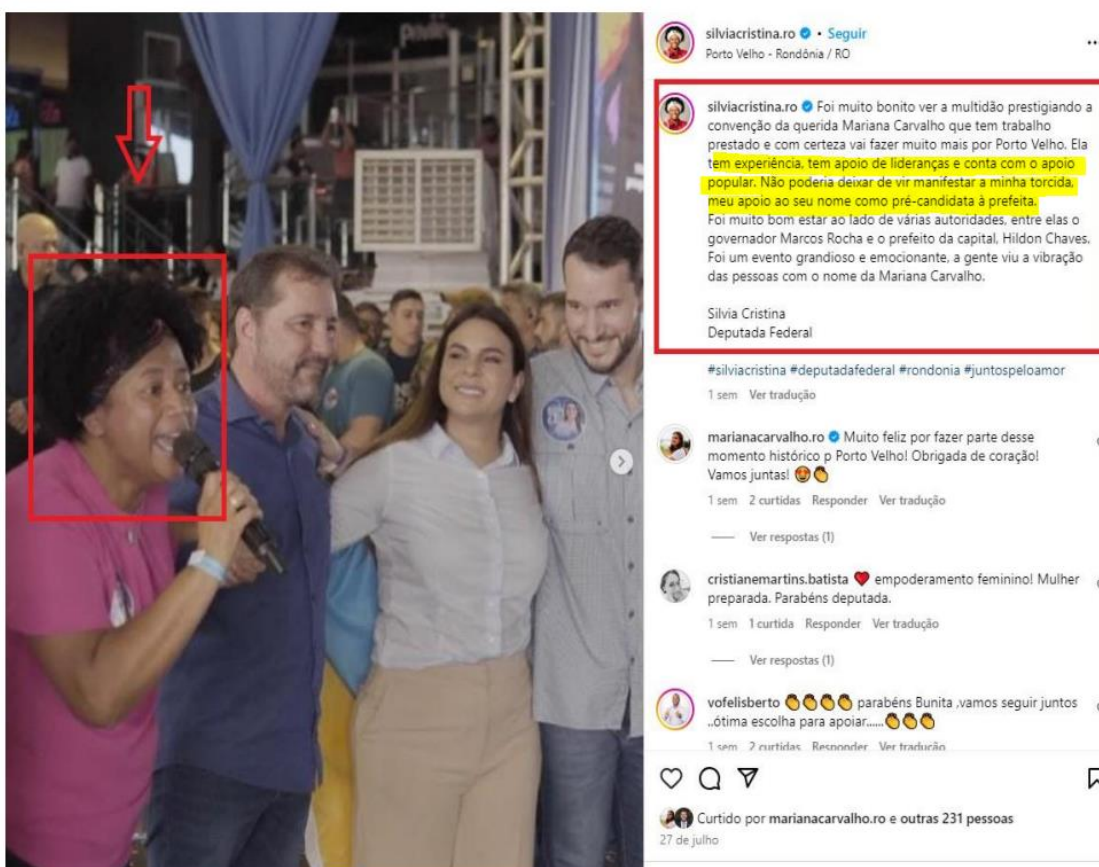 silviacristina.ro • Seguir
Porto Velho - Rondônia / RO
silviacristina.ro Foi muito bonito ver a multidão prestigiando a
convenção da querida Mariana Carvalho que tem trabalho
prestado e com certeza vai fazer muito mais por Porto Velho. Ela
tem experiência, tem apoio de lideranças e conta com o apoio
popular. Não poderia deixar de vir manifestar a minha torcida,
meu apoio ao seu nome como pré-candidata à prefeita.
Foi muito bom estar ao lado de várias autoridades, entre elas o
governador Marcos Rocha e o prefeito da capital, Hildon Chaves.
Foi um evento grandioso e emocionante, a gente viu a vibração
das pessoas com o nome da Mariana Carvalho.
Silvia Cristina
Deputada Federal
#silviacristina #deputadafederal #rondonia #juntospeloamor
1 sem Ver tradução
marianacarvalho.ro Muito feliz por fazer parte desse
momento histórico p Porto Velho! Obrigada de coração!
Vamos juntas! 😍👏
1 sem 2 curtidas Responder Ver tradução
Ver respostas (1)
cristianemartins.batista ❤️ empoderamento feminino! Mulher
preparada. Parabéns deputada.
1 sem 1 curtida Responder Ver tradução
Ver respostas (1)
vofelisberto 👏👏👏👏 parabéns Bunita ,vamos seguir juntos
..ótima escolha para apoiar......👏👏👏
1 sem 2 curtidas Responder Ver tradução
Curtido por marianacarvalho.ro e outras 231 pessoas
27 de julho